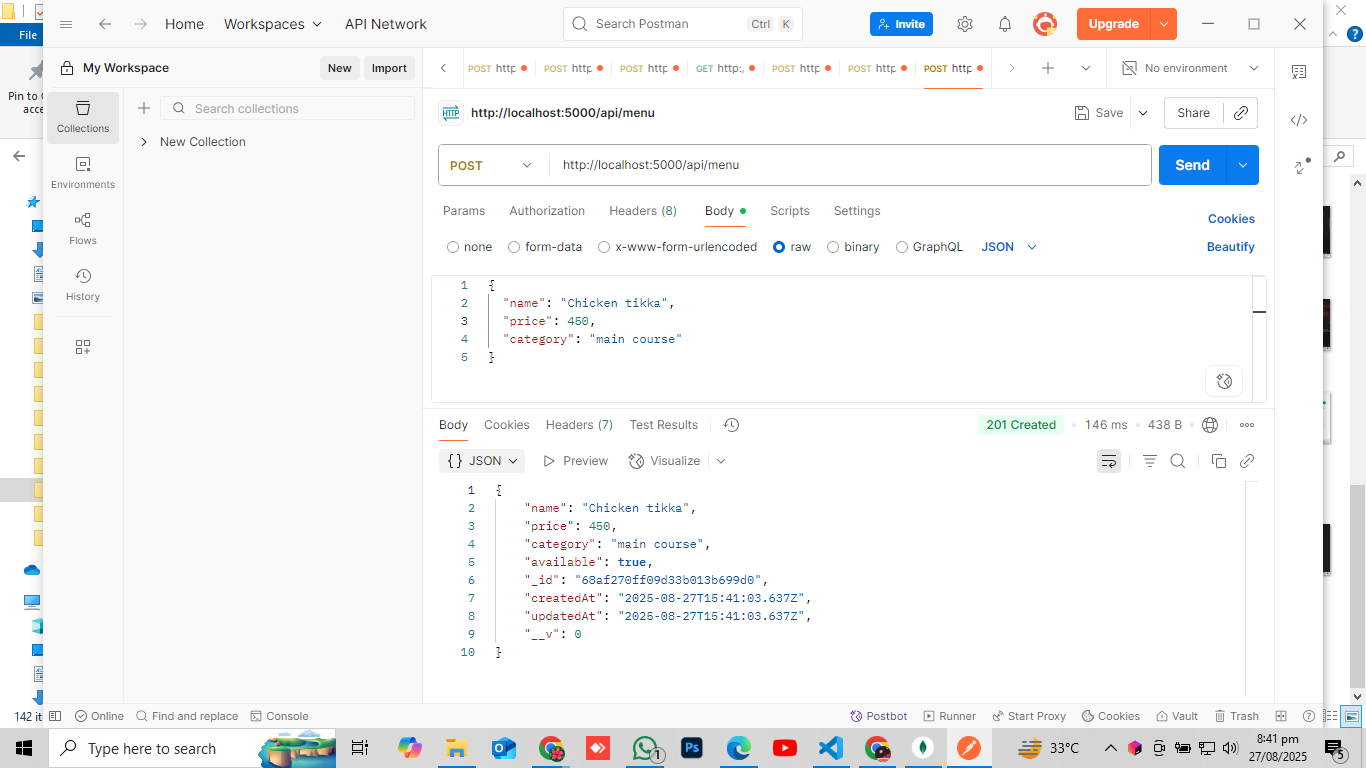 File
Home
Workspaces
API Network
Search Postman
Ctrl
K
Invite
Upgrade
My Workspace
New
Import
POST http
POST http
POST http
GET http:
POST http
POST http
POST http
No environment
Pin to
acce
Collections
Search collections
New Collection
HTTP
http://localhost:5000/api/menu
Save
Share
Environments
POST
http://localhost:5000/api/menu
Send
Flows
Params
Authorization
Headers (8)
Body
Scripts
Settings
Cookies
none
form-data
x-www-form-urlencoded
raw
binary
GraphQL
JSON
Beautify
History
1 {
2 "name": "Chicken tikka",
3 "price": 450,
4 "category": "main course"
5 }
Body
Cookies
Headers (7)
Test Results
201 Created
146 ms
438 B
{} JSON
Preview
Visualize
1 {
2 "name": "Chicken tikka",
3 "price": 450,
4 "category": "main course",
5 "available": true,
6 "_id": "68af270ff09d33b013b699d0",
7 "createdAt": "2025-08-27T15:41:03.637Z",
8 "updatedAt": "2025-08-27T15:41:03.637Z",
9 "__v": 0
10 }
142 it
Online
Find and replace
Console
Postbot
Runner
Start Proxy
Cookies
Vault
Trash
Type here to search
1
Ps
33°C
8:41 pm
27/08/2025
5